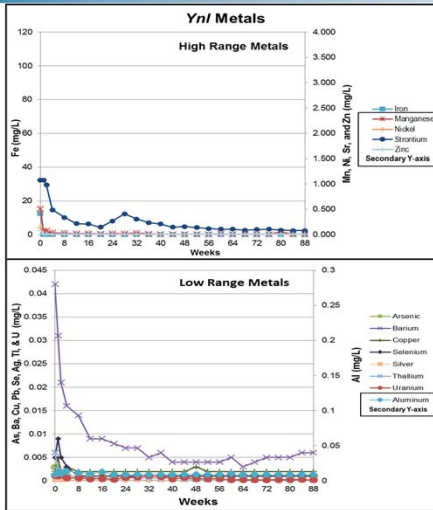 YnI Metals
High Range Metals
120
100
80
60
40
20
0
4.000
3.500
3.000
2.500
2.000
1.500
1.000
0.500
0.000
Fe (mg/L)
Mn, Ni, Sr, and Zn (mg/L)
0 8 16 24 32 40 48 56 64 72 80 88
Weeks
Iron
Manganese
Nickel
Strontium
Zinc
Secondary Y-axis
Low Range Metals
0.045
0.04
0.035
0.03
0.025
0.02
0.015
0.01
0.005
0
0.3
0.25
0.2
0.15
0.1
0.05
0
As, Ba, Cu, Pb, Se, Ag, Tl, & U (mg/L)
Al (mg/L)
0 8 16 24 32 40 48 56 64 72 80 88
Weeks
Arsenic
Barium
Copper
Selenium
Silver
Thallium
Uranium
Aluminum
Secondary Y-axis